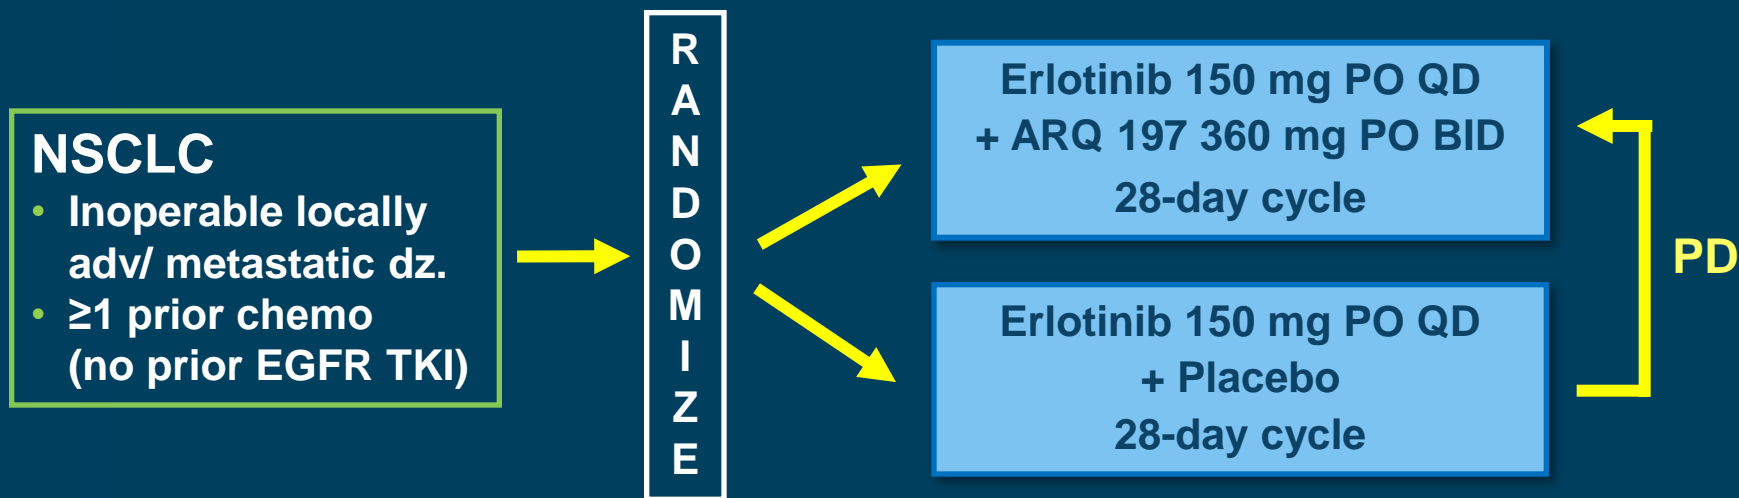 NSCLC
• Inoperable locally
adv/ metastatic dz.
• ≥1 prior chemo
(no prior EGFR TKI)
RANDOMIZE
Erlotinib 150 mg PO QD
+ ARQ 197 360 mg PO BID
28-day cycle
Erlotinib 150 mg PO QD
+ Placebo
28-day cycle
PD